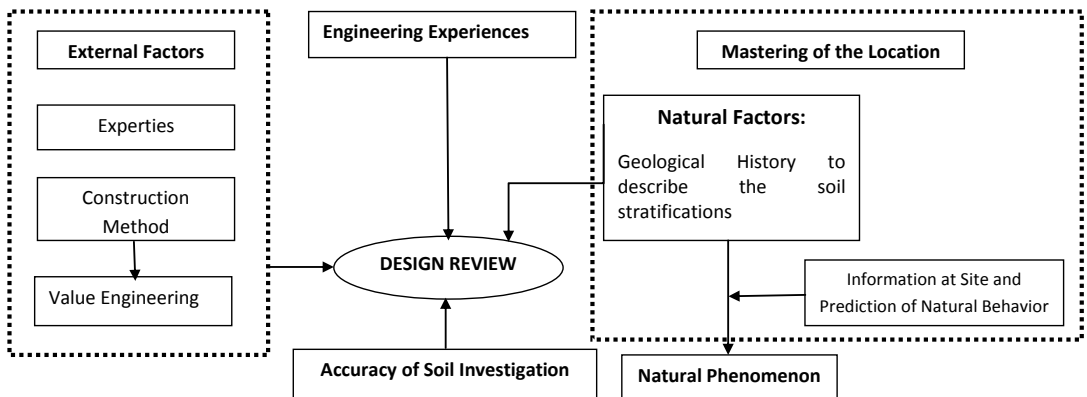 External Factors
Experties
Construction
Method
Value Engineering
Engineering Experiences
DESIGN REVIEW
Accuracy of Soil Investigation
Mastering of the Location
Natural Factors:
Geological History to
describe the soil
stratifications
Information at Site and
Prediction of Natural Behavior
Natural Phenomenon